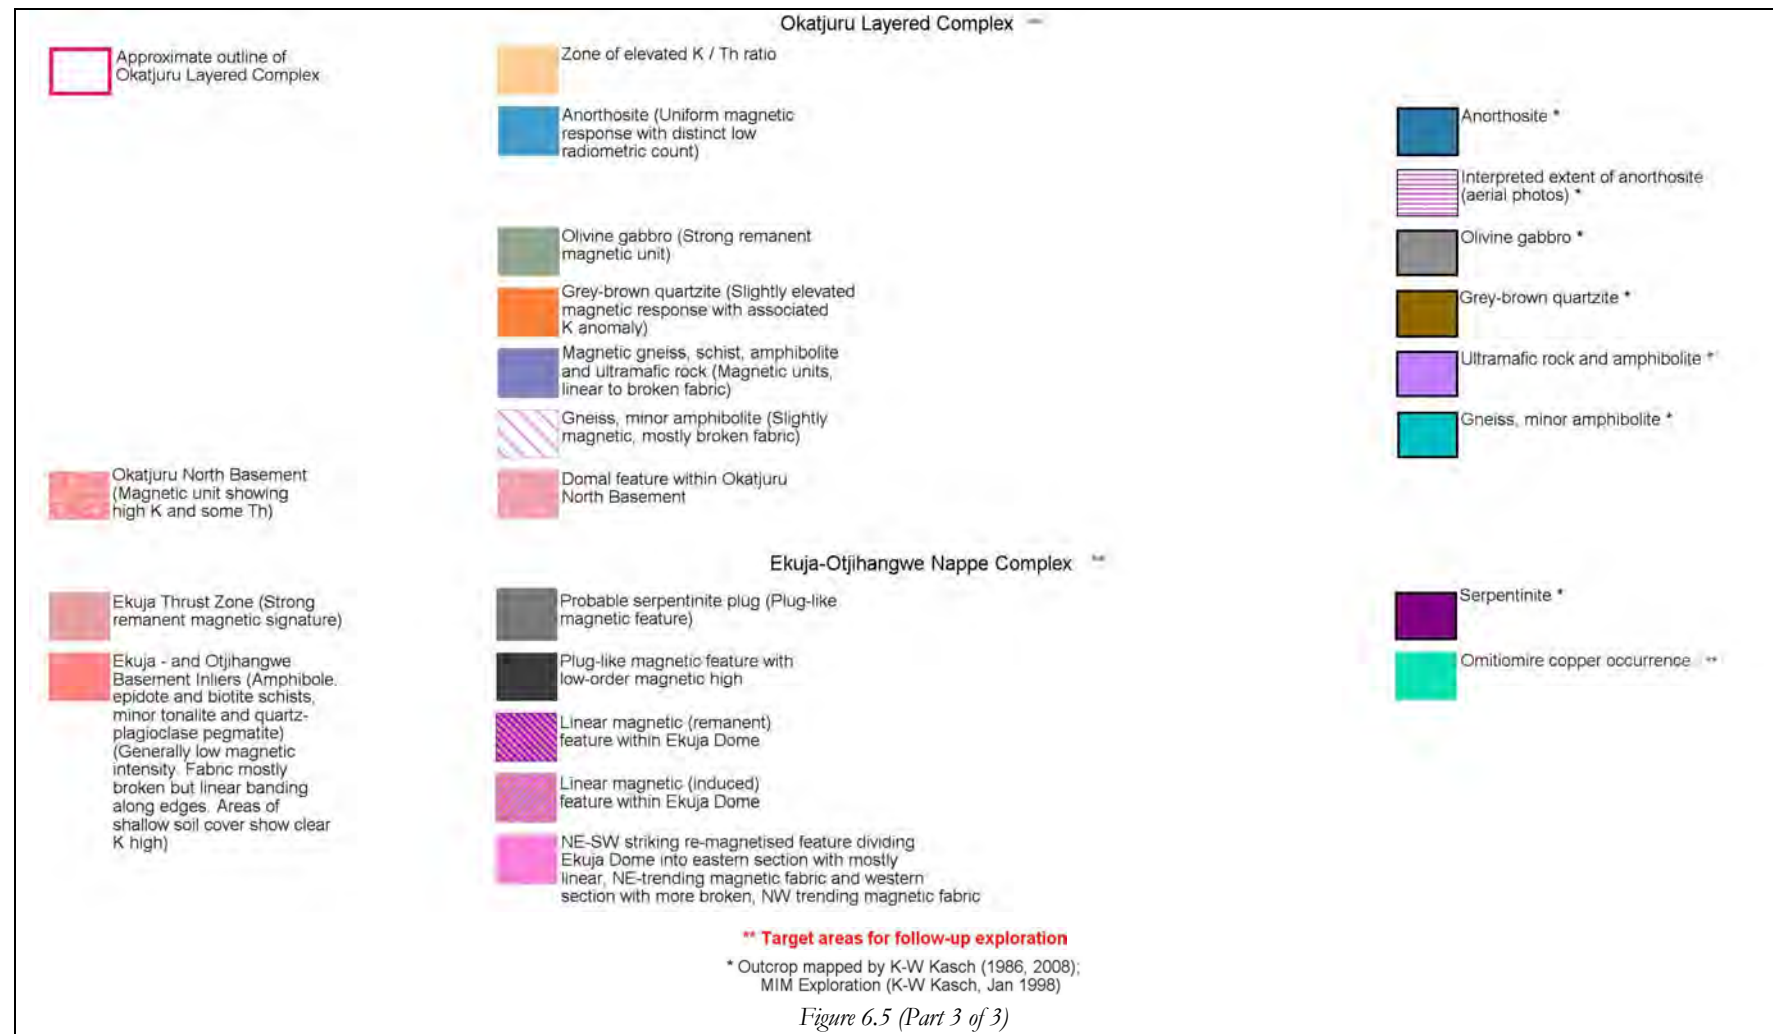 Okatjuru Layered Complex **
Approximate outline of
Okatjuru Layered Complex
Zone of elevated K / Th ratio
Anorthosite (Uniform magnetic
response with distinct low
radiometric count)
Anorthosite *
Interpreted extent of anorthosite
(aerial photos) *
Olivine gabbro (Strong remanent
magnetic unit)
Olivine gabbro *
Grey-brown quartzite (Slightly elevated
magnetic response with associated
K anomaly)
Grey-brown quartzite *
Magnetic gneiss, schist, amphibolite
and ultramafic rock (Magnetic units,
linear to broken fabric)
Ultramafic rock and amphibolite *
Gneiss, minor amphibolite (Slightly
magnetic, mostly broken fabric)
Gneiss, minor amphibolite *
Okatjuru North Basement
(Magnetic unit showing
high K and some Th)
Domal feature within Okatjuru
North Basement
Ekuja-Otjihangwe Nappe Complex **
Ekuja Thrust Zone (Strong
remanent magnetic signature)
Probable serpentinite plug (Plug-like
magnetic feature)
Serpentinite *
Ekuja - and Otjihangwe
Basement Inliers (Amphibole.
epidote and biotite schists,
minor tonalite and quartz-
plagioclase pegmatite)
(Generally low magnetic
intensity. Fabric mostly
broken but linear banding
along edges. Areas of
shallow soil cover show clear
K high)
Plug-like magnetic feature with
low-order magnetic high
Omitiomire copper occurrence **
Linear magnetic (remanent)
feature within Ekuja Dome
Linear magnetic (induced)
feature within Ekuja Dome
NE-SW striking re-magnetised feature dividing
Ekuja Dome into eastern section with mostly
linear, NE-trending magnetic fabric and western
section with more broken, NW trending magnetic fabric
** Target areas for follow-up exploration
* Outcrop mapped by K-W Kasch (1986, 2008);
MIM Exploration (K-W Kasch, Jan 1998)
Figure 6.5 (Part 3 of 3)